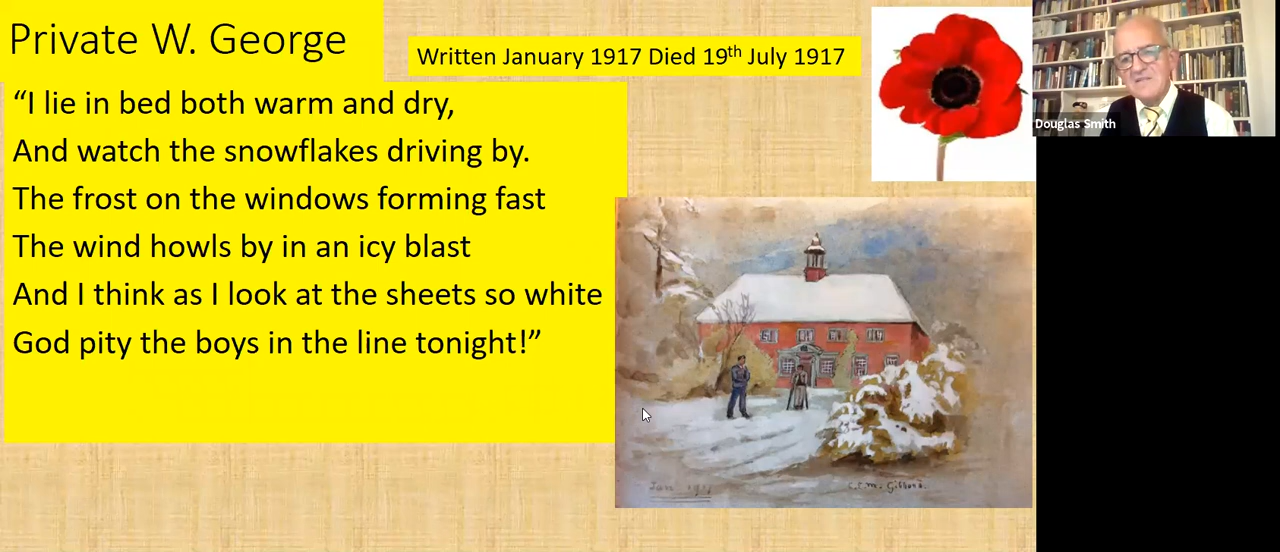 Private W. George
Written January 1917 Died 19th July 1917
“I lie in bed both warm and dry,
And watch the snowflakes driving by.
The frost on the windows forming fast
The wind howls by in an icy blast
And I think as I look at the sheets so white
God pity the boys in the line tonight!”
Douglas Smith
Jan. 1917